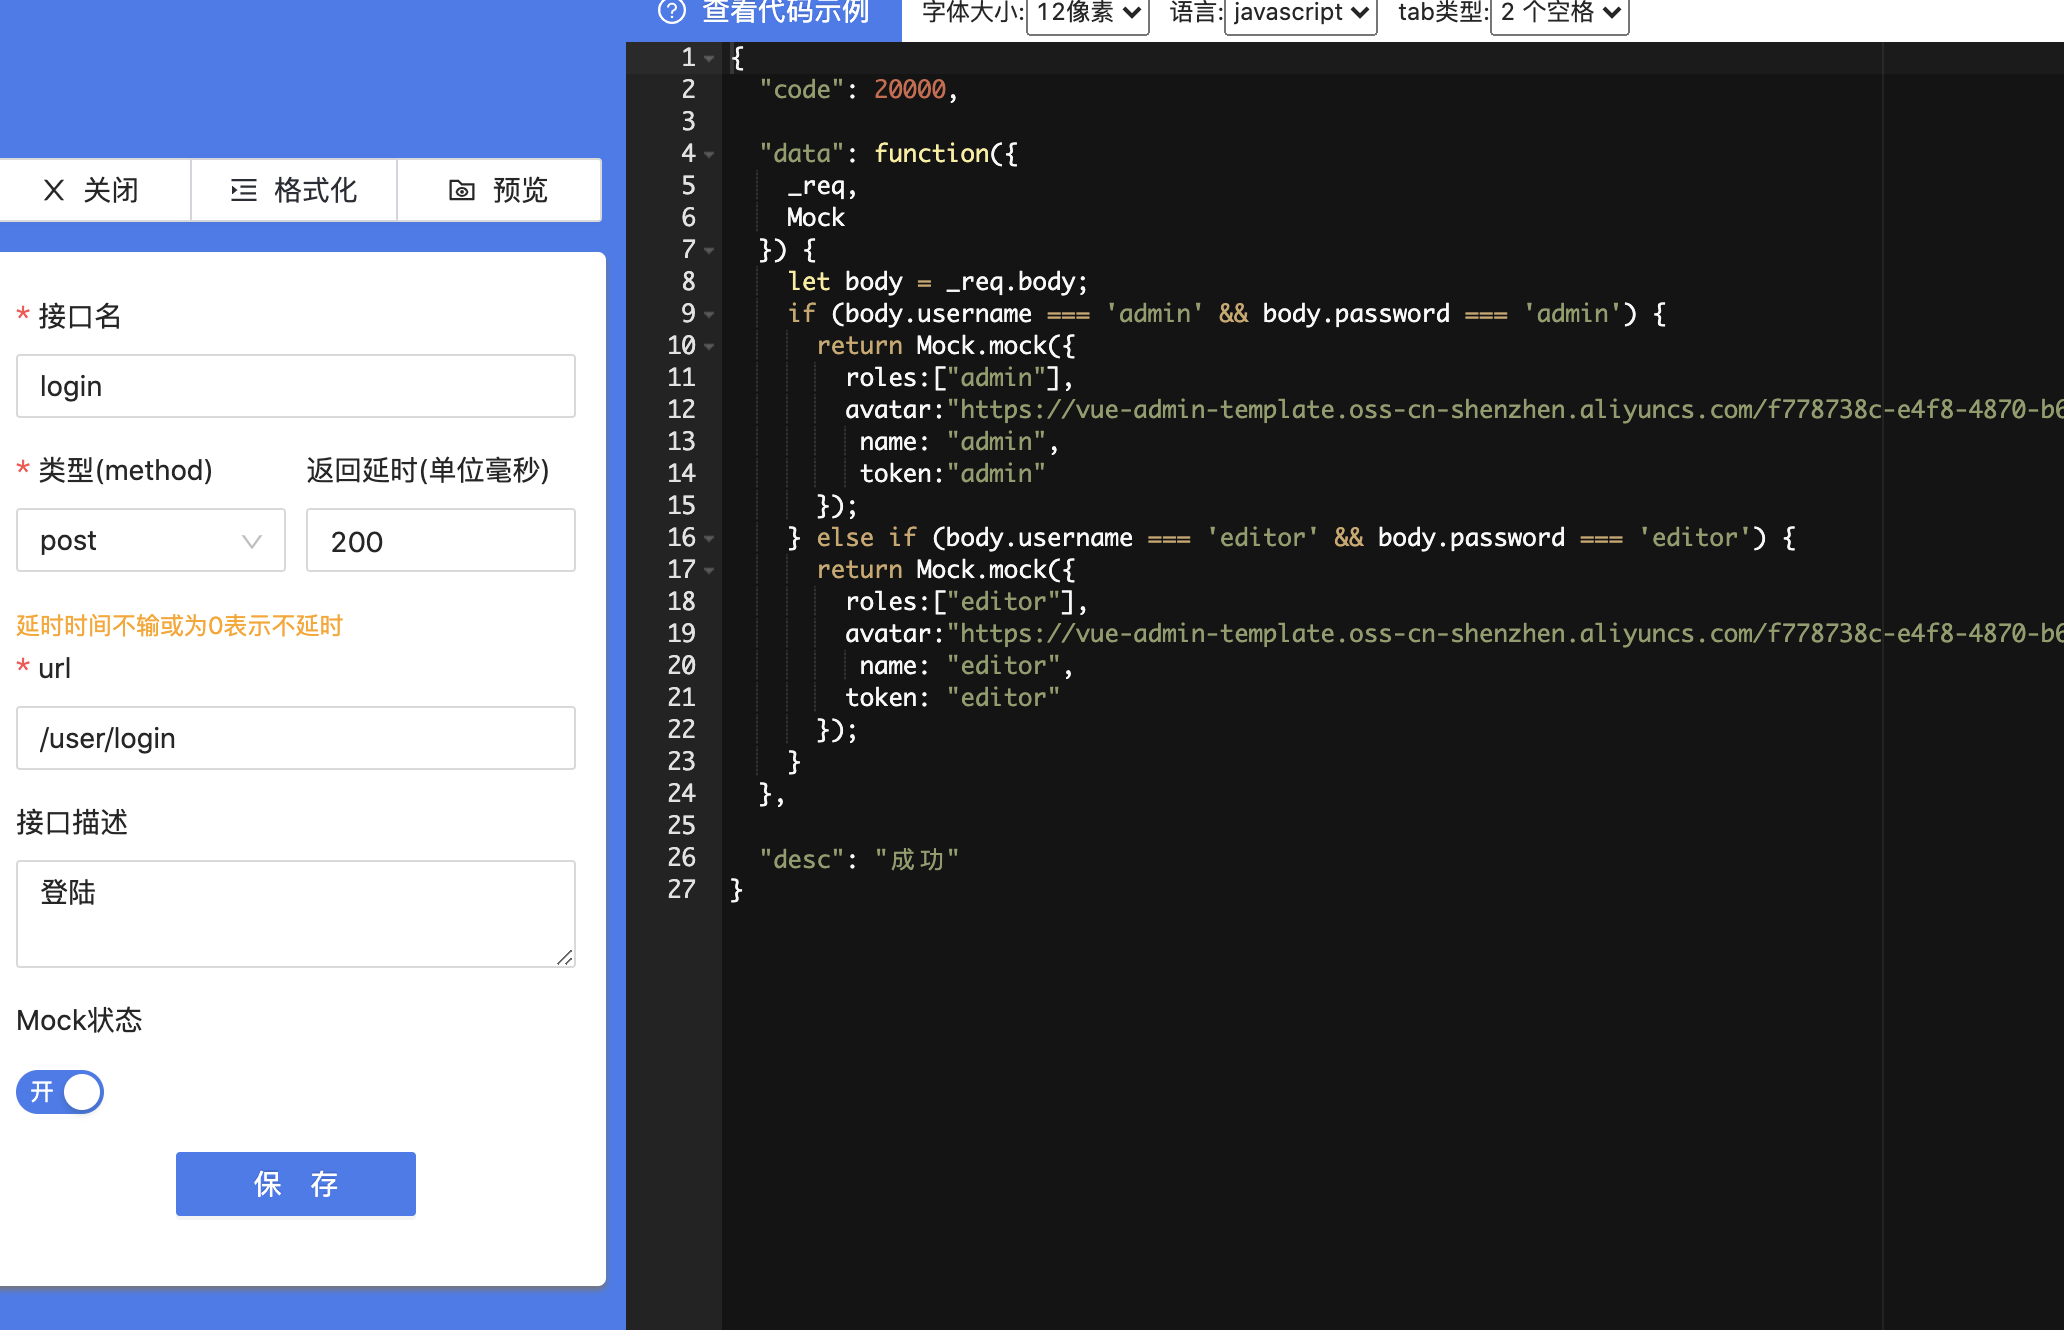 关闭
格式化
预览
* 接口名
login
* 类型(method)
返回延时(单位毫秒)
post
200
延时时间不输或为0表示不延时
* url
/user/login
接口描述
登陆
Mock状态
开
保 存
查看代码示例
字体大小: 12像素 语言: javascript tab类型: 2 个空格
1 {
2   "code": 20000,
3
4   "data": function({
5     _req,
6     Mock
7   }) {
8     let body = _req.body;
9     if (body.username === 'admin' && body.password === 'admin') {
10       return Mock.mock({
11         roles:["admin"],
12         avatar:"https://vue-admin-template.oss-cn-shenzhen.aliyuncs.com/f778738c-e4f8-4870-b6
13          name: "admin",
14          token:"admin"
15       });
16     } else if (body.username === 'editor' && body.password === 'editor') {
17       return Mock.mock({
18         roles:["editor"],
19         avatar:"https://vue-admin-template.oss-cn-shenzhen.aliyuncs.com/f778738c-e4f8-4870-b6
20          name: "editor",
21         token: "editor"
22       });
23     }
24   },
25
26   "desc": "成功"
27 }